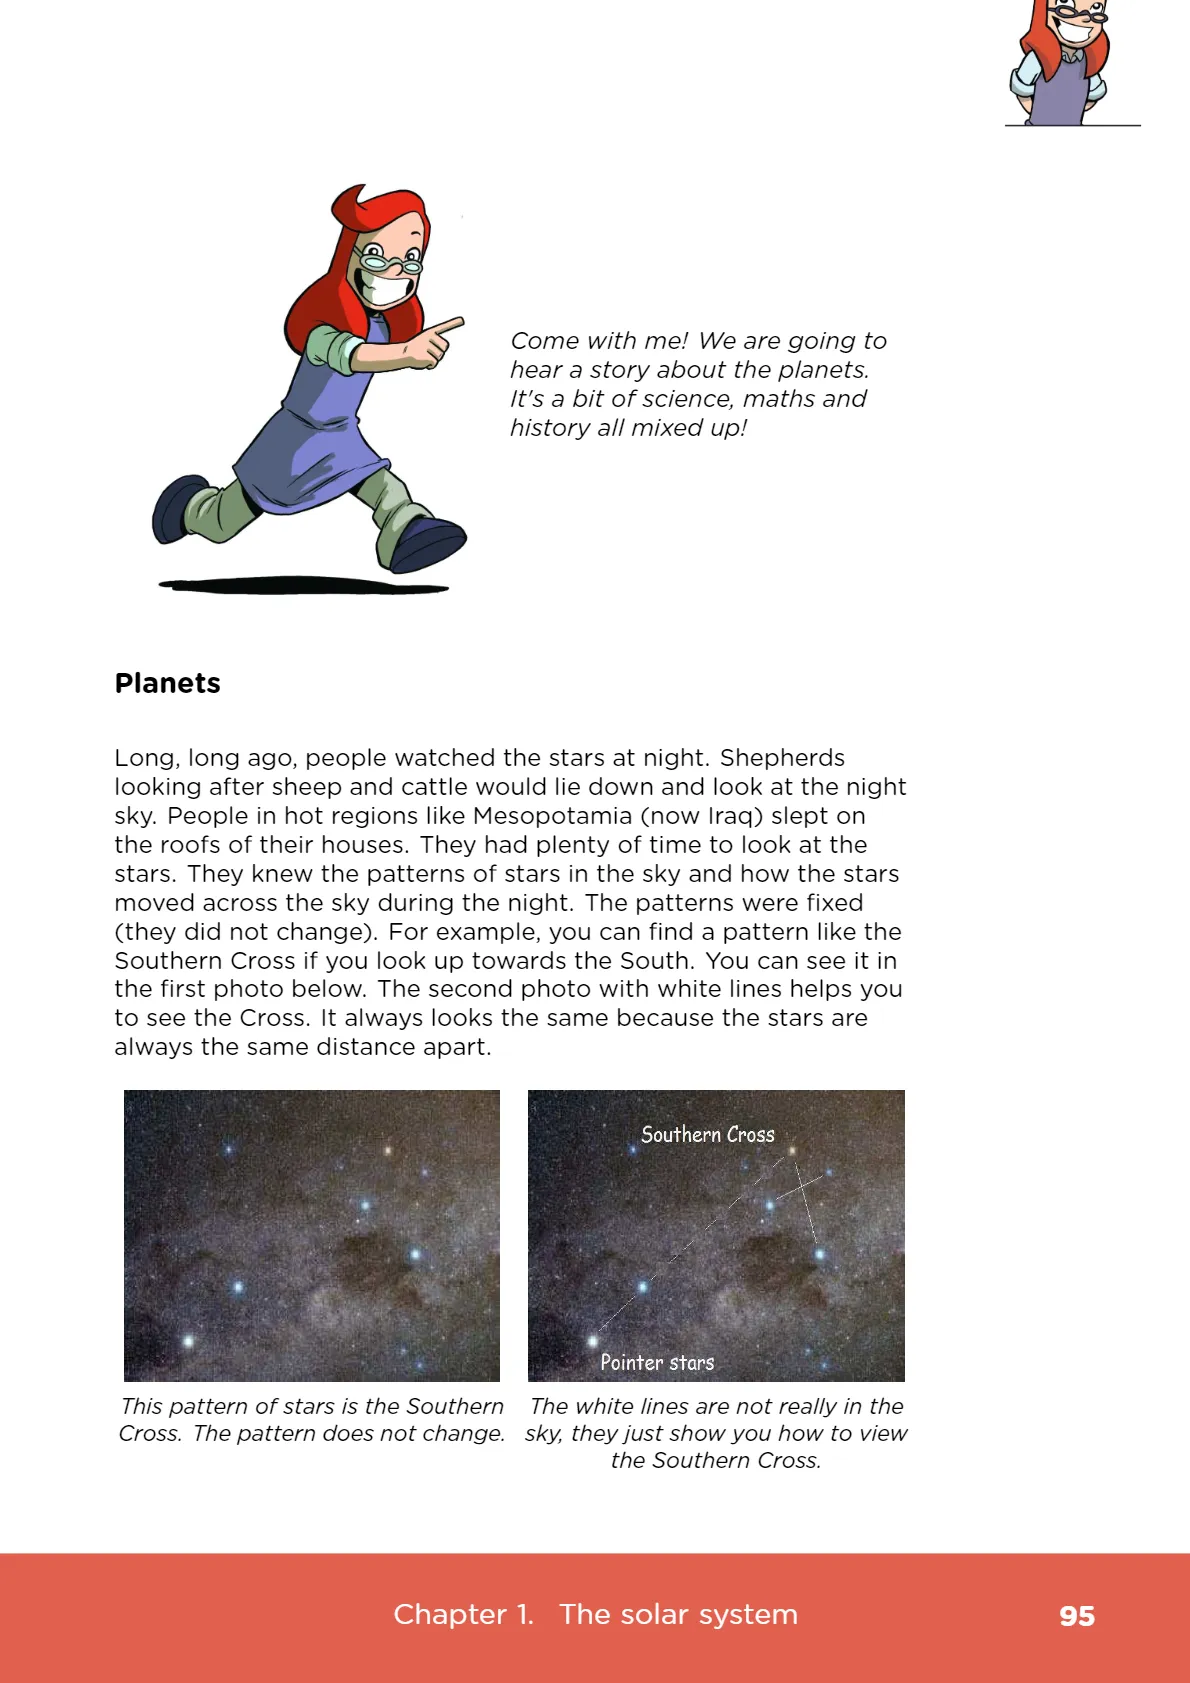 Come with me! We are going to
hear a story about the planets.
It's a bit of science, maths and
history all mixed up!
Planets
Long, long ago, people watched the stars at night. Shepherds
looking after sheep and cattle would lie down and look at the night
sky. People in hot regions like Mesopotamia (now Iraq) slept on
the roofs of their houses. They had plenty of time to look at the
stars. They knew the patterns of stars in the sky and how the stars
moved across the sky during the night. The patterns were fixed
(they did not change). For example, you can find a pattern like the
Southern Cross if you look up towards the South. You can see it in
the first photo below. The second photo with white lines helps you
to see the Cross. It always looks the same because the stars are
always the same distance apart.
Southern Cross
Pointer stars
This pattern of stars is the Southern
Cross. The pattern does not change.
The white lines are not really in the
sky, they just show you how to view
the Southern Cross.
Chapter 1. The solar system
95